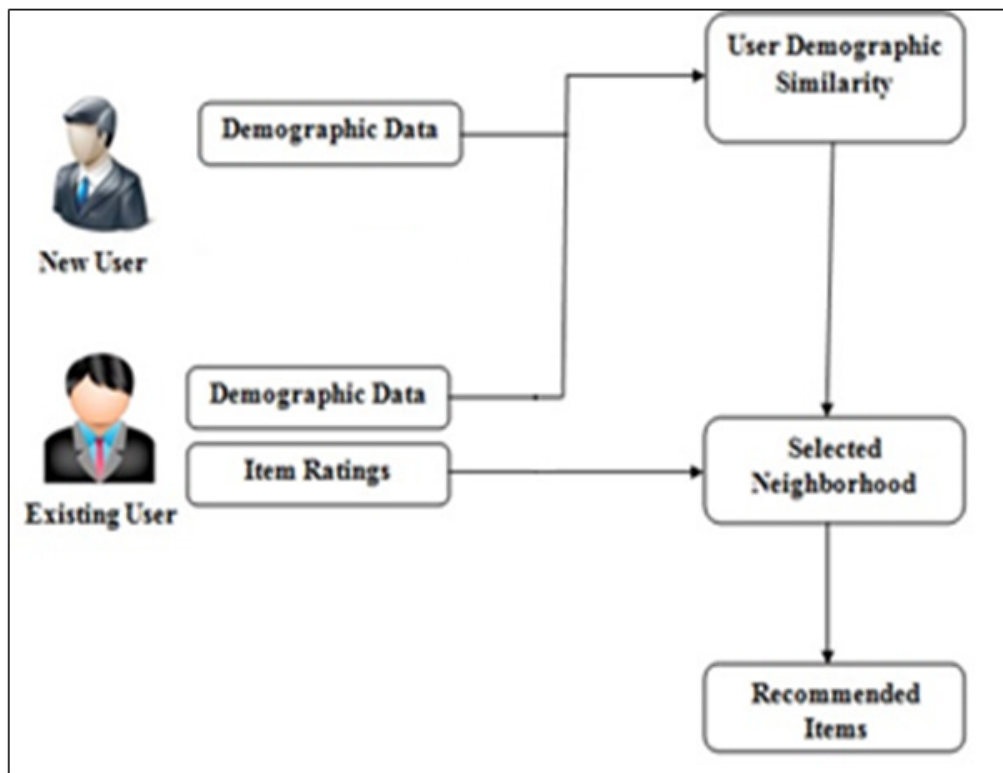 User Demographic
Similarity
Demographic Data
New User
Demographic Data
Item Ratings
Existing User
Selected
Neighborhood
Recommended
Items